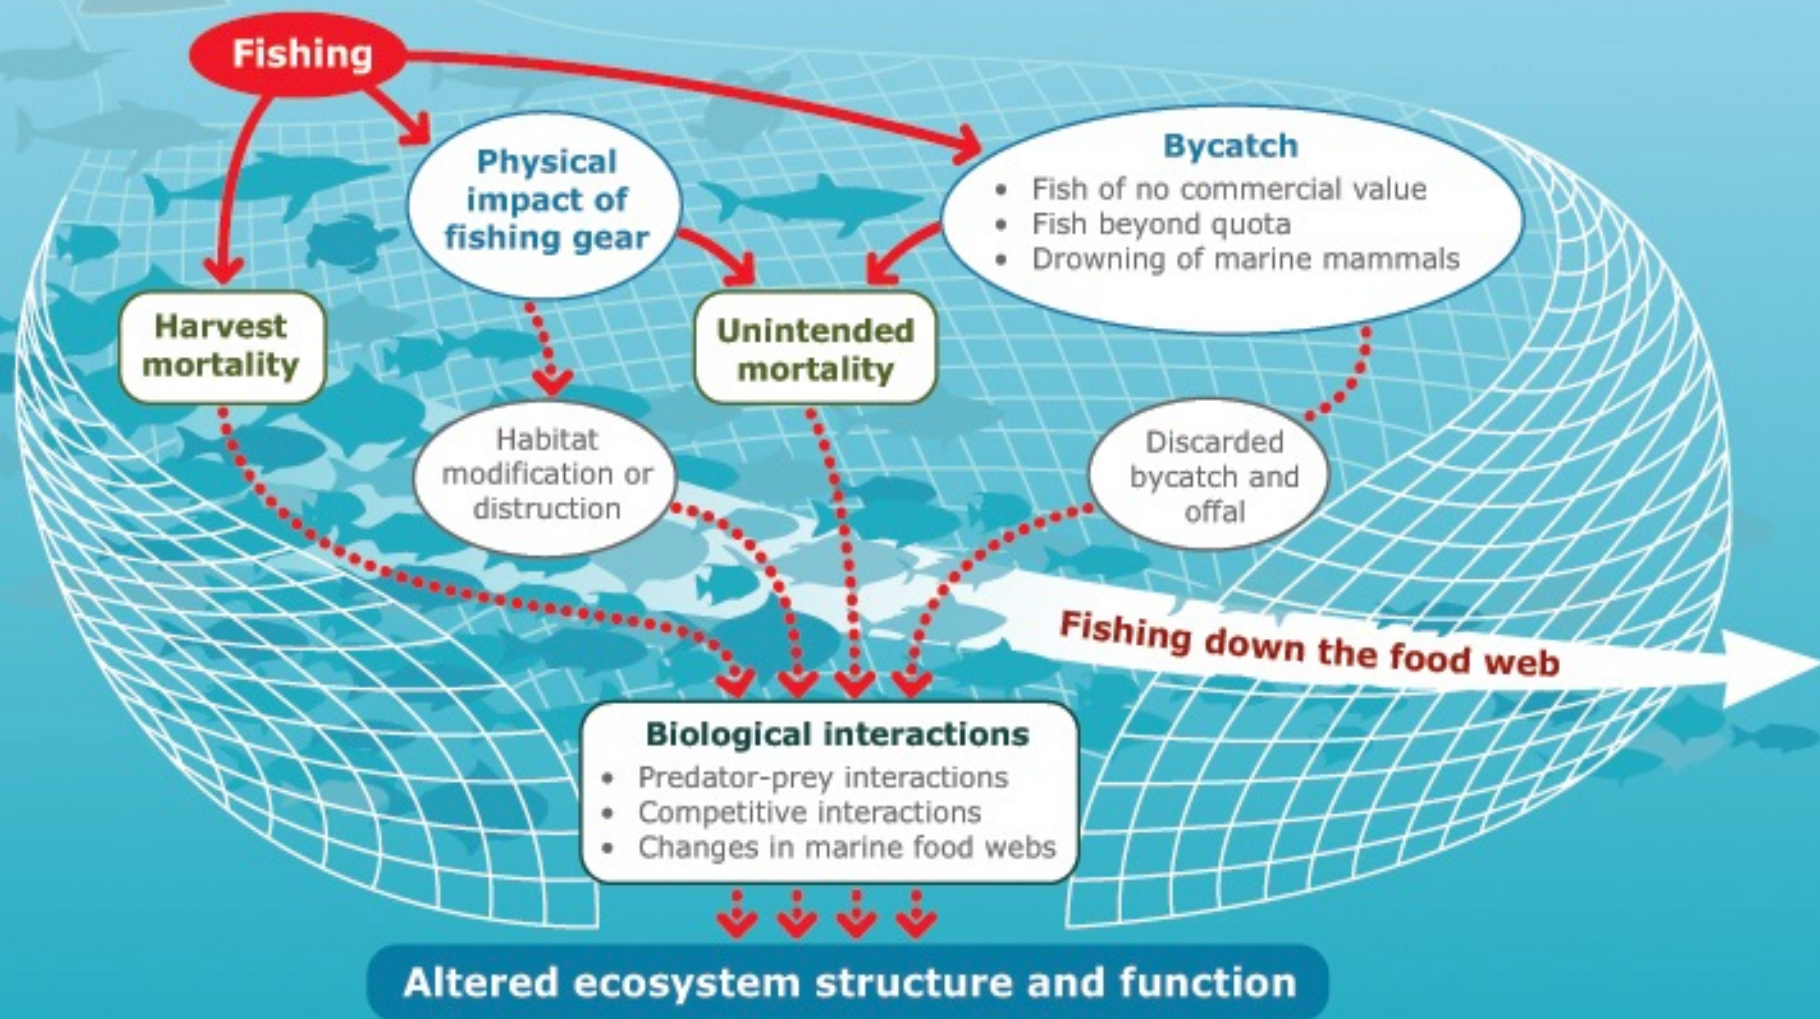 Fishing
Physical
impact of
fishing gear
Bycatch
• Fish of no commercial value
• Fish beyond quota
• Drowning of marine mammals
Harvest
mortality
Unintended
mortality
Habitat
modification or
distruction
Discarded
bycatch and
offal
Fishing down the food web
Biological interactions
• Predator-prey interactions
• Competitive interactions
• Changes in marine food webs
Altered ecosystem structure and function